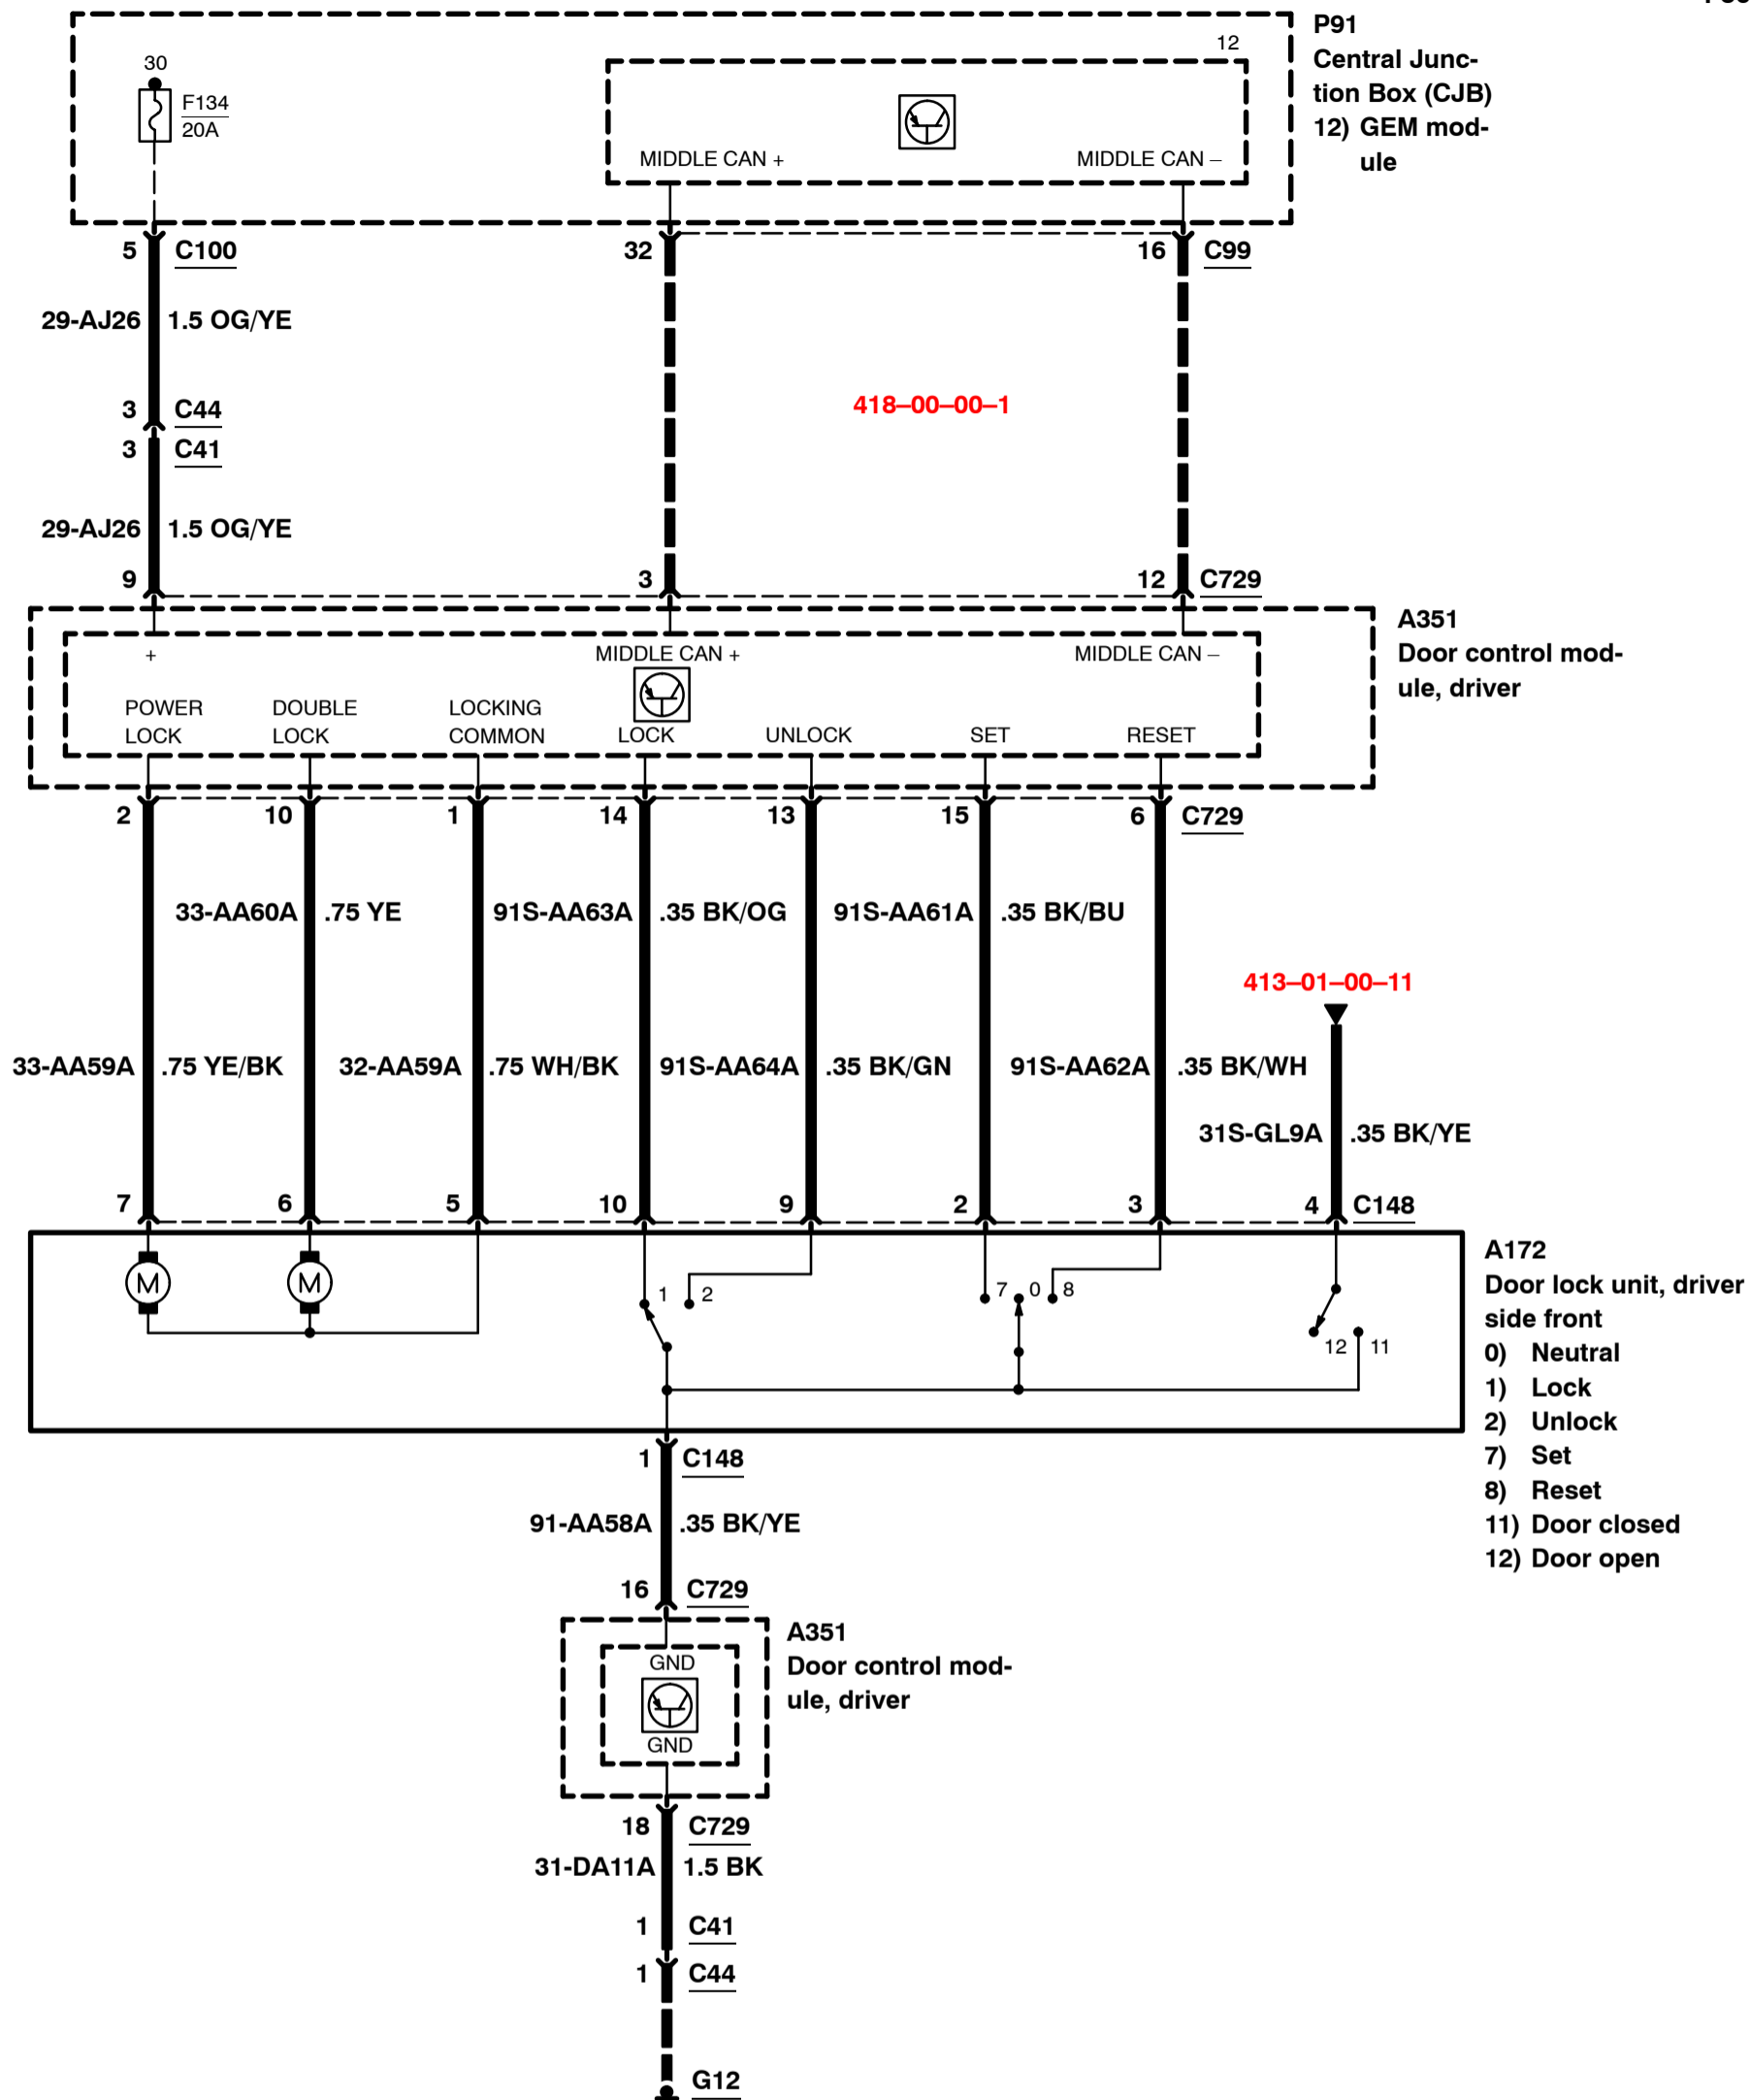 P91
Central Junc-
tion Box (CJB)
12) GEM mod-
ule
30
F134
20A
12
MIDDLE CAN +
MIDDLE CAN –
5 C100
32
16 C99
29-AJ26 1.5 OG/YE
418–00–00–1
3 C44
3 C41
29-AJ26 1.5 OG/YE
9
3
12 C729
A351
Door control mod-
ule, driver
+
MIDDLE CAN +
MIDDLE CAN –
POWER
LOCK
DOUBLE
LOCK
LOCKING
COMMON
LOCK
UNLOCK
SET
RESET
2
10
1
14
13
15
6 C729
33-AA60A .75 YE
91S-AA63A .35 BK/OG
91S-AA61A .35 BK/BU
413–01–00–11
33-AA59A .75 YE/BK
32-AA59A .75 WH/BK
91S-AA64A .35 BK/GN
91S-AA62A .35 BK/WH
31S-GL9A .35 BK/YE
7
6
5
10
9
2
3
4 C148
M
M
1
2
7
0
8
12
11
A172
Door lock unit, driver
side front
0) Neutral
1) Lock
2) Unlock
7) Set
8) Reset
11) Door closed
12) Door open
1 C148
91-AA58A .35 BK/YE
16 C729
A351
Door control mod-
ule, driver
GND
GND
18 C729
31-DA11A 1.5 BK
1 C41
1 C44
G12